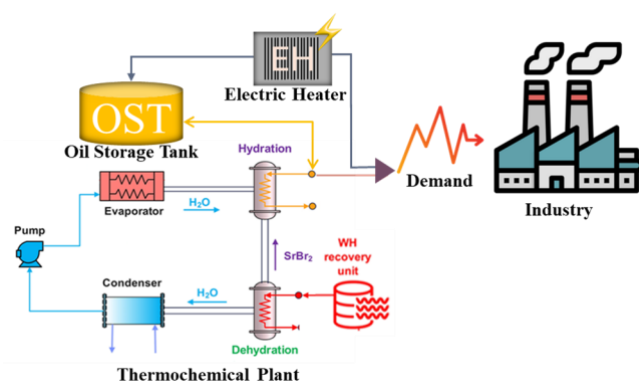 EH
Electric Heater
OST
Oil Storage Tank
Hydration
Demand
Industry
Evaporator
H₂O
Pump
SrBr₂
WH
recovery
unit
Condenser
H₂O
Dehydration
Thermochemical Plant